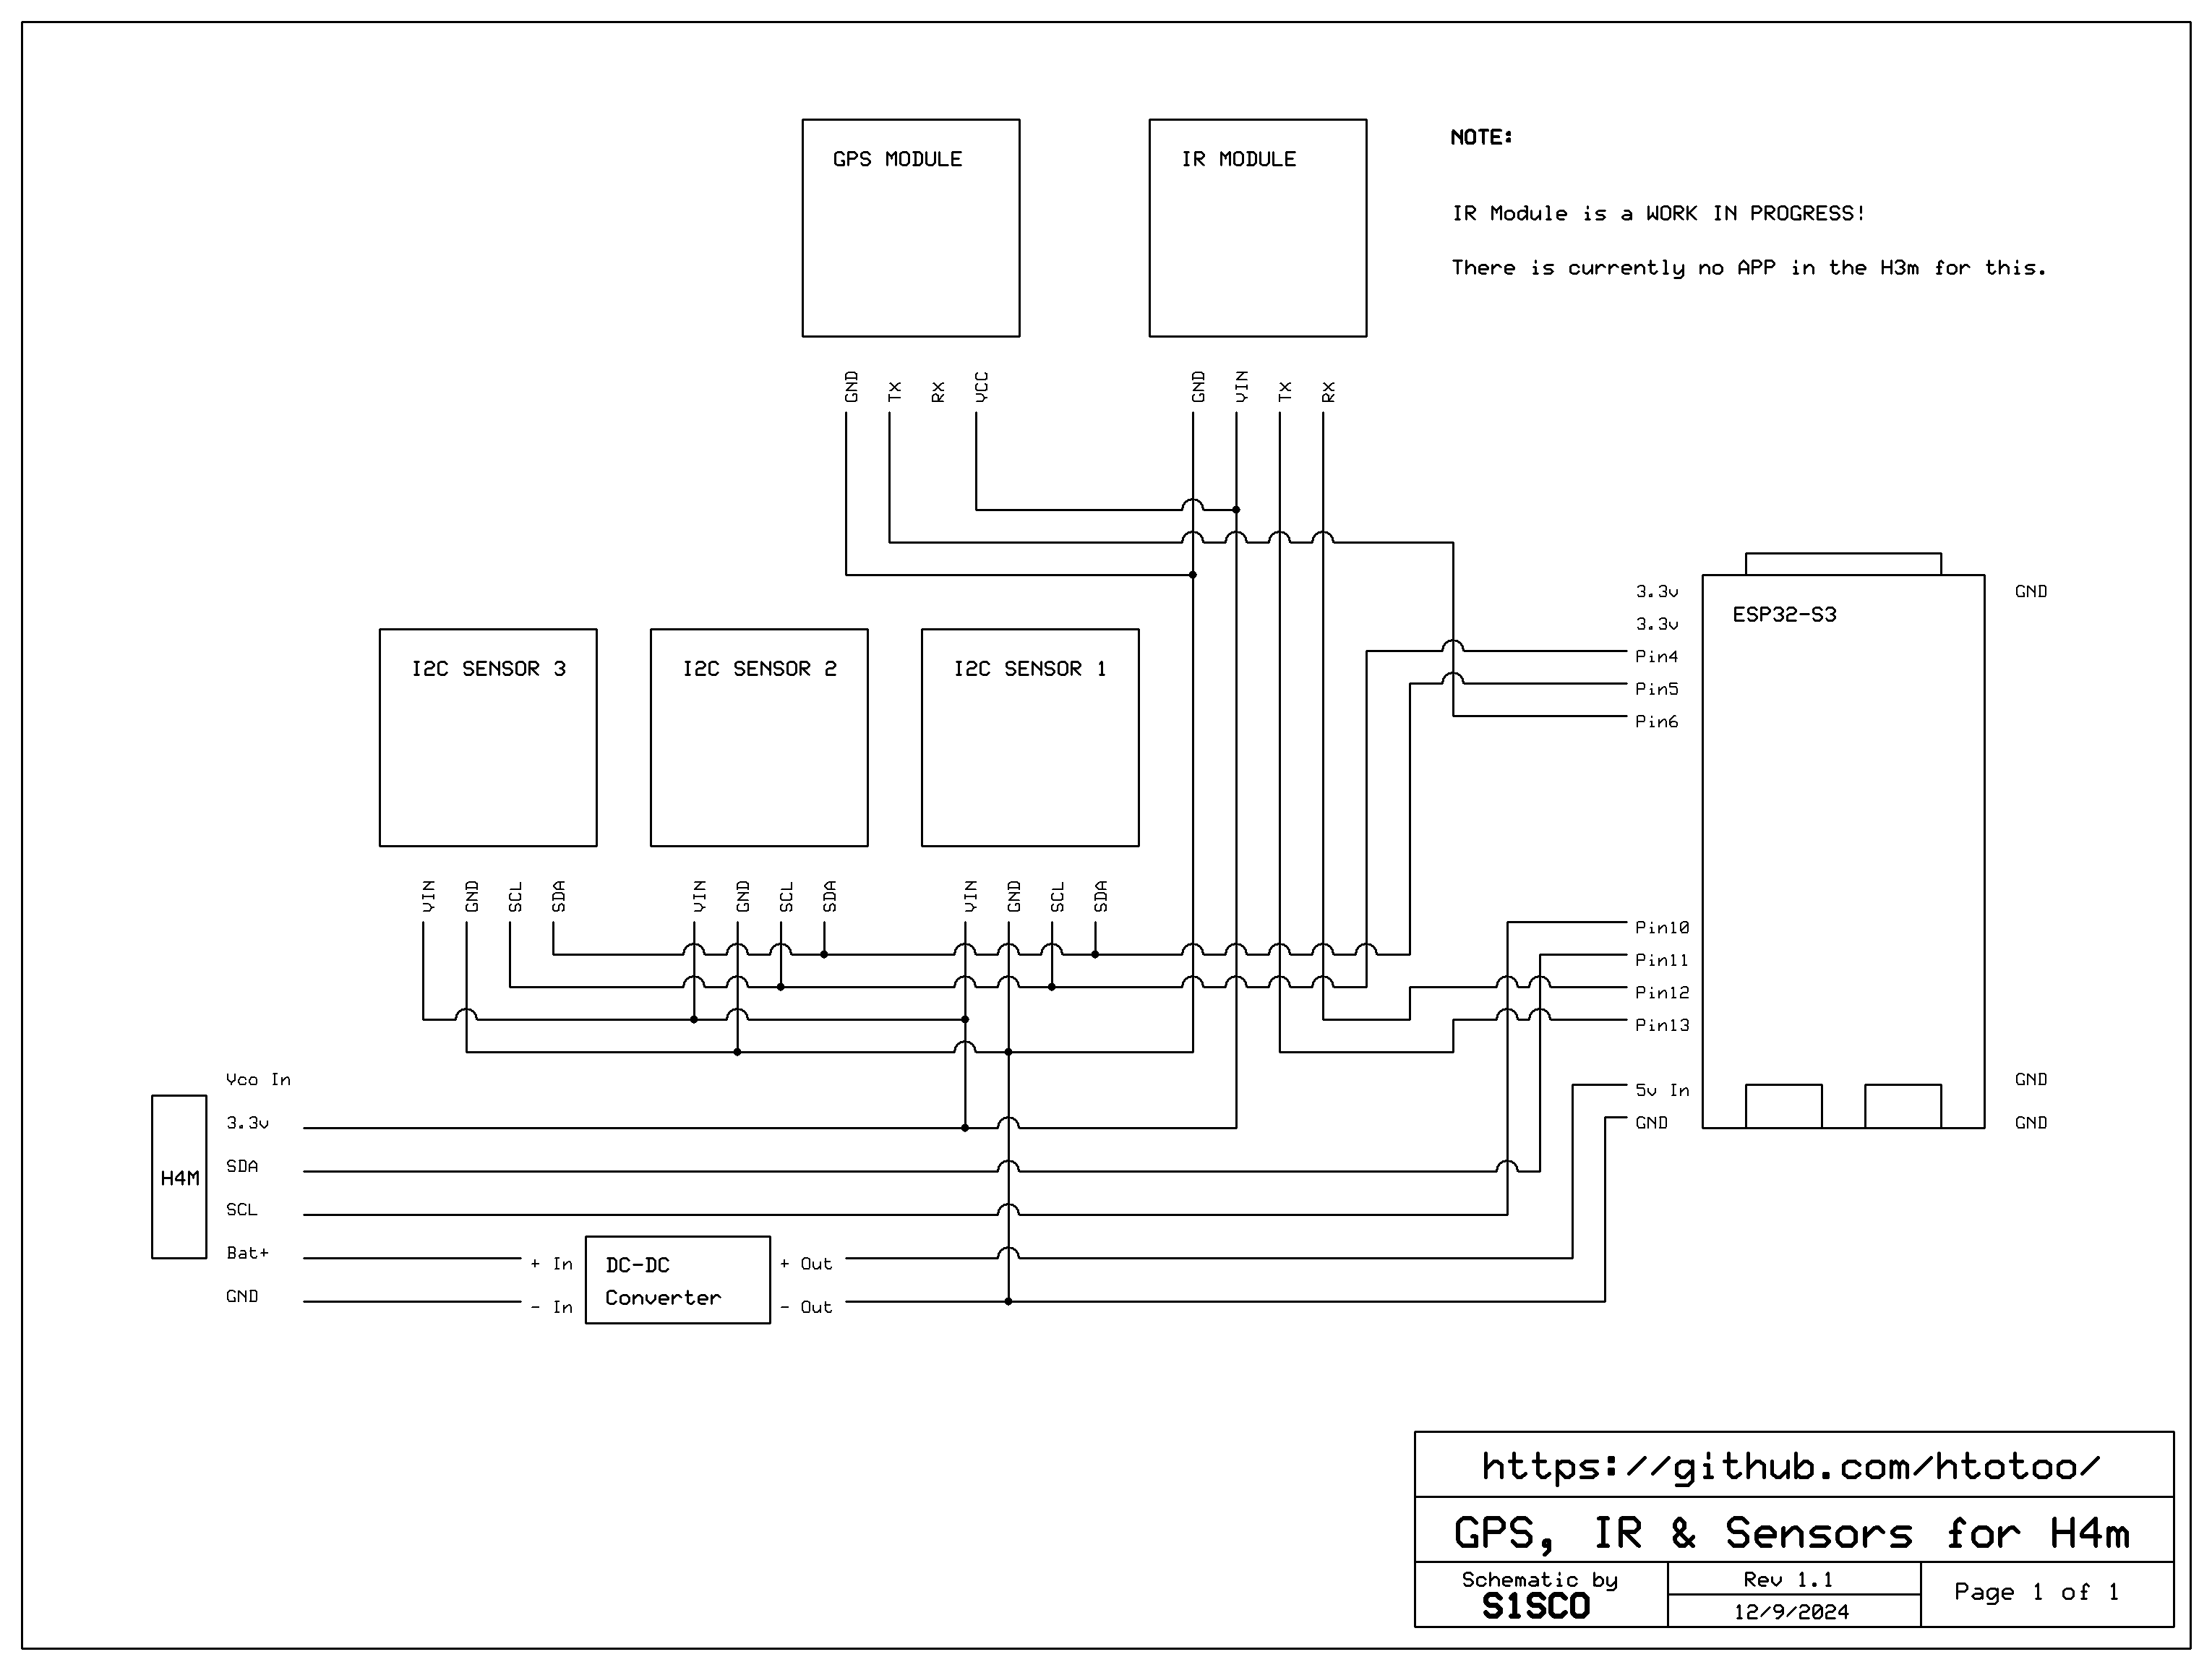 GPS MODULE
IR MODULE
NOTE:
IR Module is a WORK IN PROGRESS!
There is currently no APP in the H3m for this.
GND
TX
RX
VCC
GND
VIN
TX
RX
ESP32-S3
3.3v
3.3v
Pin4
Pin5
Pin6
Pin10
Pin11
Pin12
Pin13
5v In
GND
GND
GND
GND
I2C SENSOR 3
I2C SENSOR 2
I2C SENSOR 1
VIN
GND
SCL
SDA
VIN
GND
SCL
SDA
VIN
GND
SCL
SDA
H4M
Vco In
3.3v
SDA
SCL
Bat+
GND
+ In
- In
DC-DC
Converter
+ Out
- Out
https://github.com/htotoo/
GPS, IR & Sensors for H4m
Schematic by
S1SCO
Rev 1.1
12/9/2024
Page 1 of 1